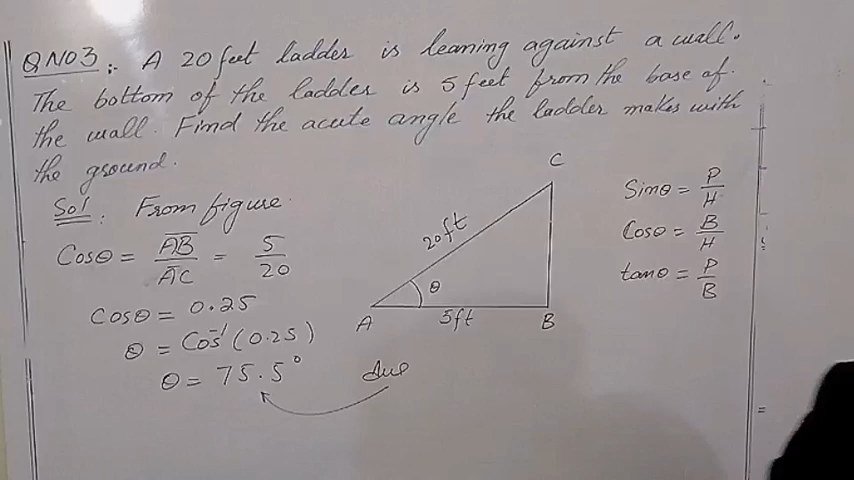 Q NO3 :- A 20 feet ladder is leaning against a wall.
The bottom of the ladder is 5 feet from the base of
the wall. Find the acute angle the ladder makes with
the ground.
Sol: From figure
Cosθ = AB/AC = 5/20
Cosθ = 0.25
θ = Cos⁻¹(0.25)
θ = 75.5°
C
20ft
θ
A
5ft
B
Sinθ = P/H
Cosθ = B/H
tanθ = P/B